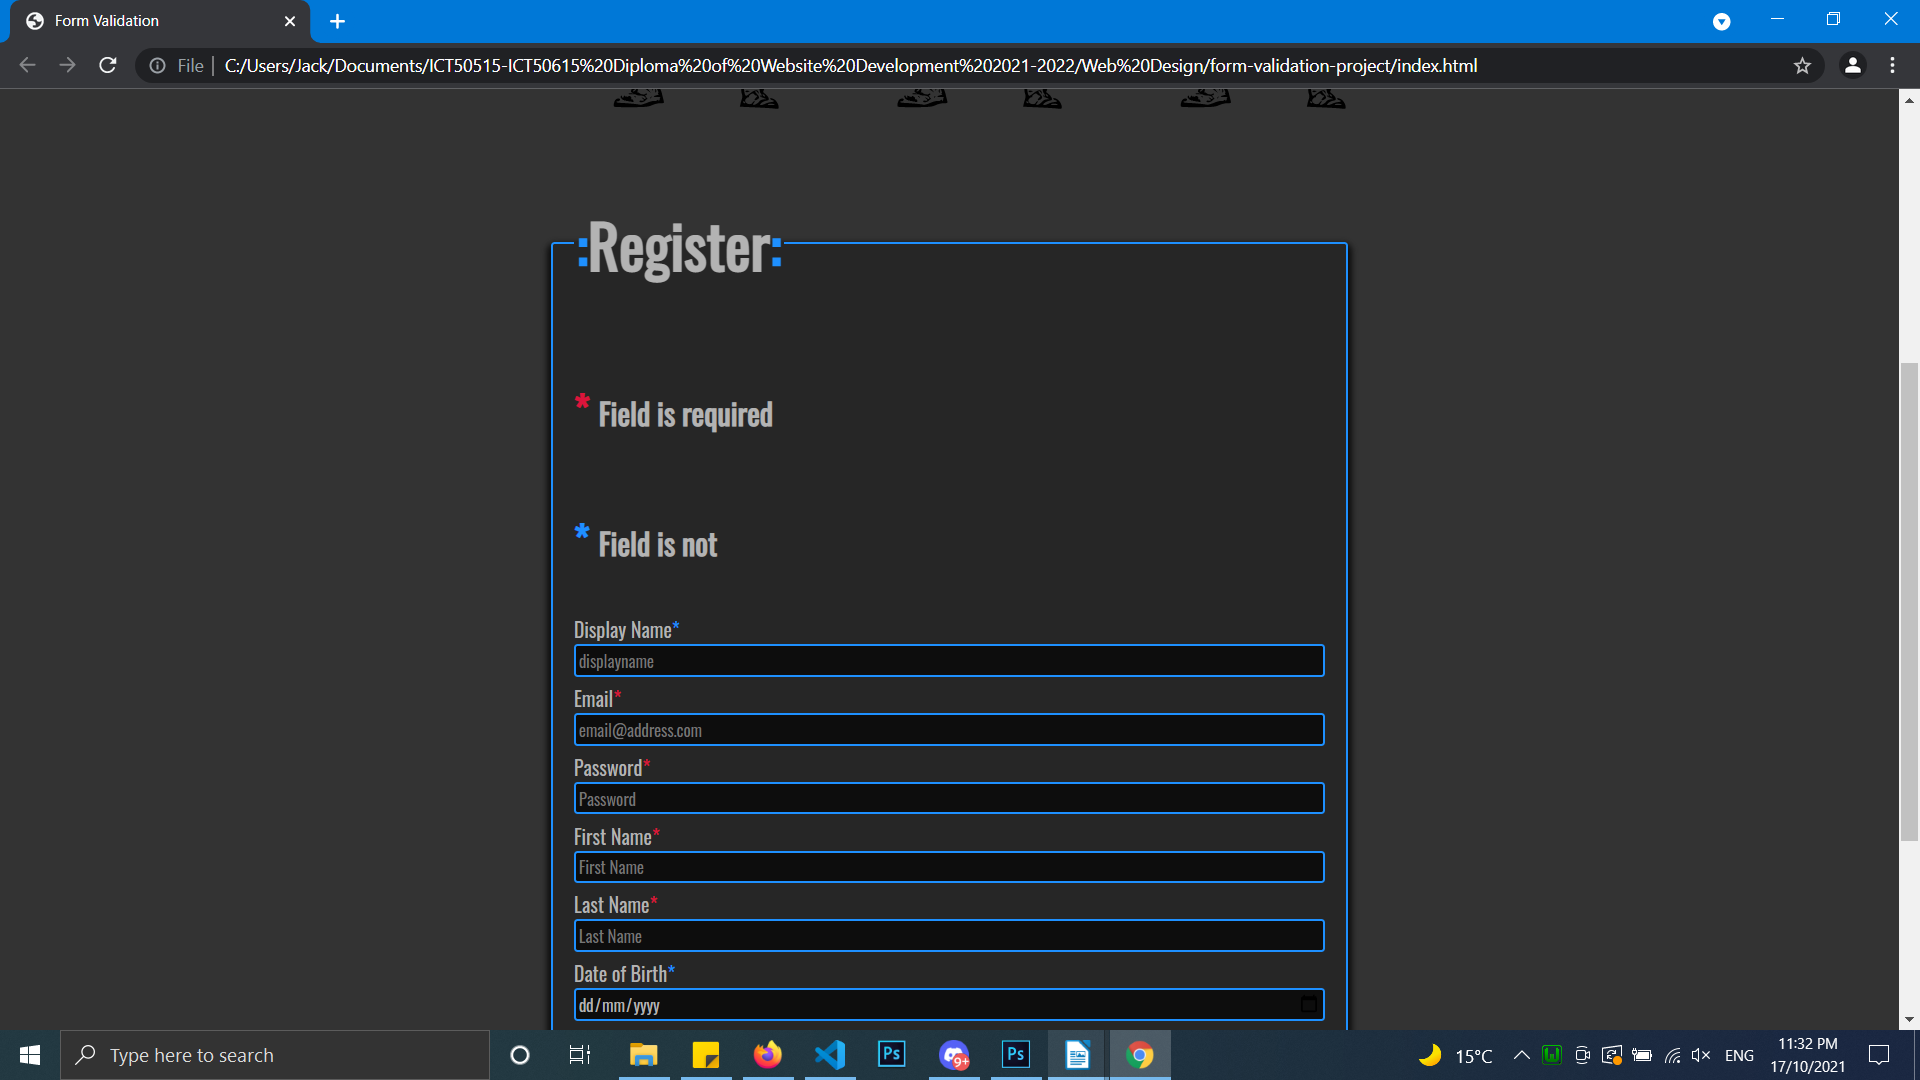 Form Validation
File
C:/Users/Jack/Documents/ICT50515-ICT50615%20Diploma%20of%20Website%20Development%202021-2022/Web%20Design/form-validation-project/index.html
:Register:
* Field is required
* Field is not
Display Name*
displayname
Email*
email@address.com
Password*
Password
First Name*
First Name
Last Name*
Last Name
Date of Birth*
dd/mm/yyyy
Type here to search
Ps
9+
Ps
15°C
ENG
11:32 PM
17/10/2021